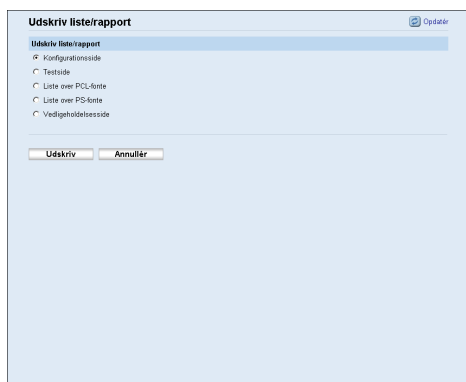 Udskriv liste/rapport
Opdatér
Udskriv liste/rapport
Konfigurationsside
Testside
Liste over PCL-fonte
Liste over PS-fonte
Vedligeholdelsesside
Udskriv
Annullér